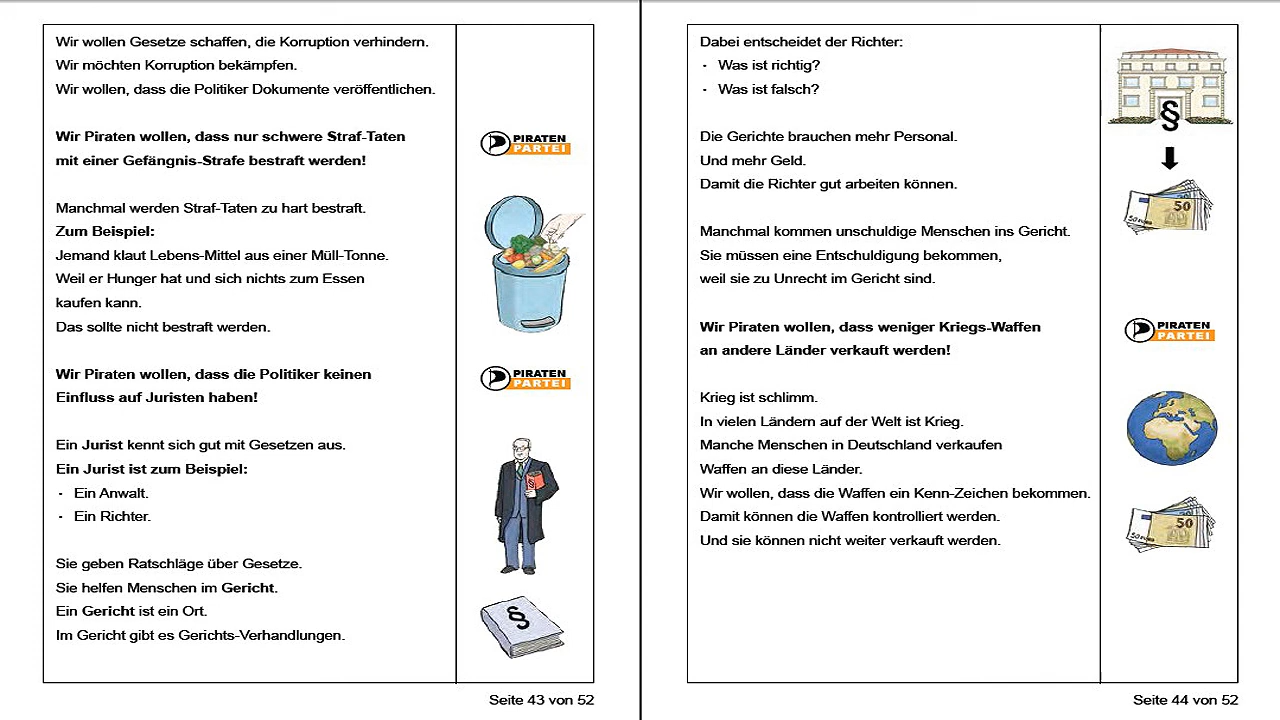 Wir wollen Gesetze schaffen, die Korruption verhindern.
Wir möchten Korruption bekämpfen.
Wir wollen, dass die Politiker Dokumente veröffentlichen.
Wir Piraten wollen, dass nur schwere Straf-Taten
mit einer Gefängnis-Strafe bestraft werden!
PIRATEN
PARTEI
Manchmal werden Straf-Taten zu hart bestraft.
Zum Beispiel:
Jemand klaut Lebens-Mittel aus einer Müll-Tonne.
Weil er Hunger hat und sich nichts zum Essen
kaufen kann.
Das sollte nicht bestraft werden.
Wir Piraten wollen, dass die Politiker keinen
Einfluss auf Juristen haben!
PIRATEN
PARTEI
Ein Jurist kennt sich gut mit Gesetzen aus.
Ein Jurist ist zum Beispiel:
- Ein Anwalt.
- Ein Richter.
§
Sie geben Ratschläge über Gesetze.
Sie helfen Menschen im Gericht.
Ein Gericht ist ein Ort.
Im Gericht gibt es Gerichts-Verhandlungen.
§
Seite 43 von 52
Dabei entscheidet der Richter:
- Was ist richtig?
- Was ist falsch?
§
Die Gerichte brauchen mehr Personal.
Und mehr Geld.
Damit die Richter gut arbeiten können.
50
50 EURO
Manchmal kommen unschuldige Menschen ins Gericht.
Sie müssen eine Entschuldigung bekommen,
weil sie zu Unrecht im Gericht sind.
Wir Piraten wollen, dass weniger Kriegs-Waffen
an andere Länder verkauft werden!
PIRATEN
PARTEI
Krieg ist schlimm.
In vielen Ländern auf der Welt ist Krieg.
Manche Menschen in Deutschland verkaufen
Waffen an diese Länder.
Wir wollen, dass die Waffen ein Kenn-Zeichen bekommen.
Damit können die Waffen kontrolliert werden.
Und sie können nicht weiter verkauft werden.
50
50 EURO
Seite 44 von 52